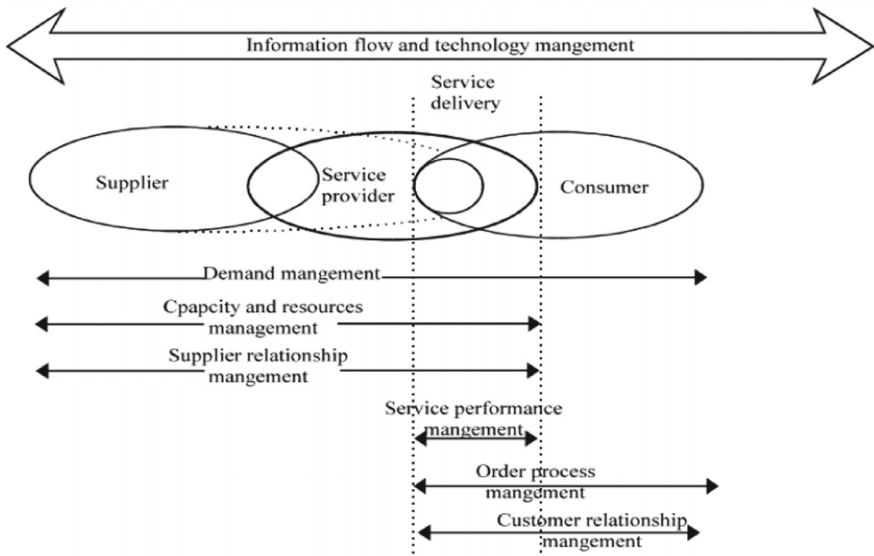 Information flow and technology mangement
Service
delivery
Supplier
Service
provider
Consumer
Demand mangement
Cpapcity and resources
management
Supplier relationship
mangement
Service performance
mangement
Order process
mangement
Customer relationship
mangement